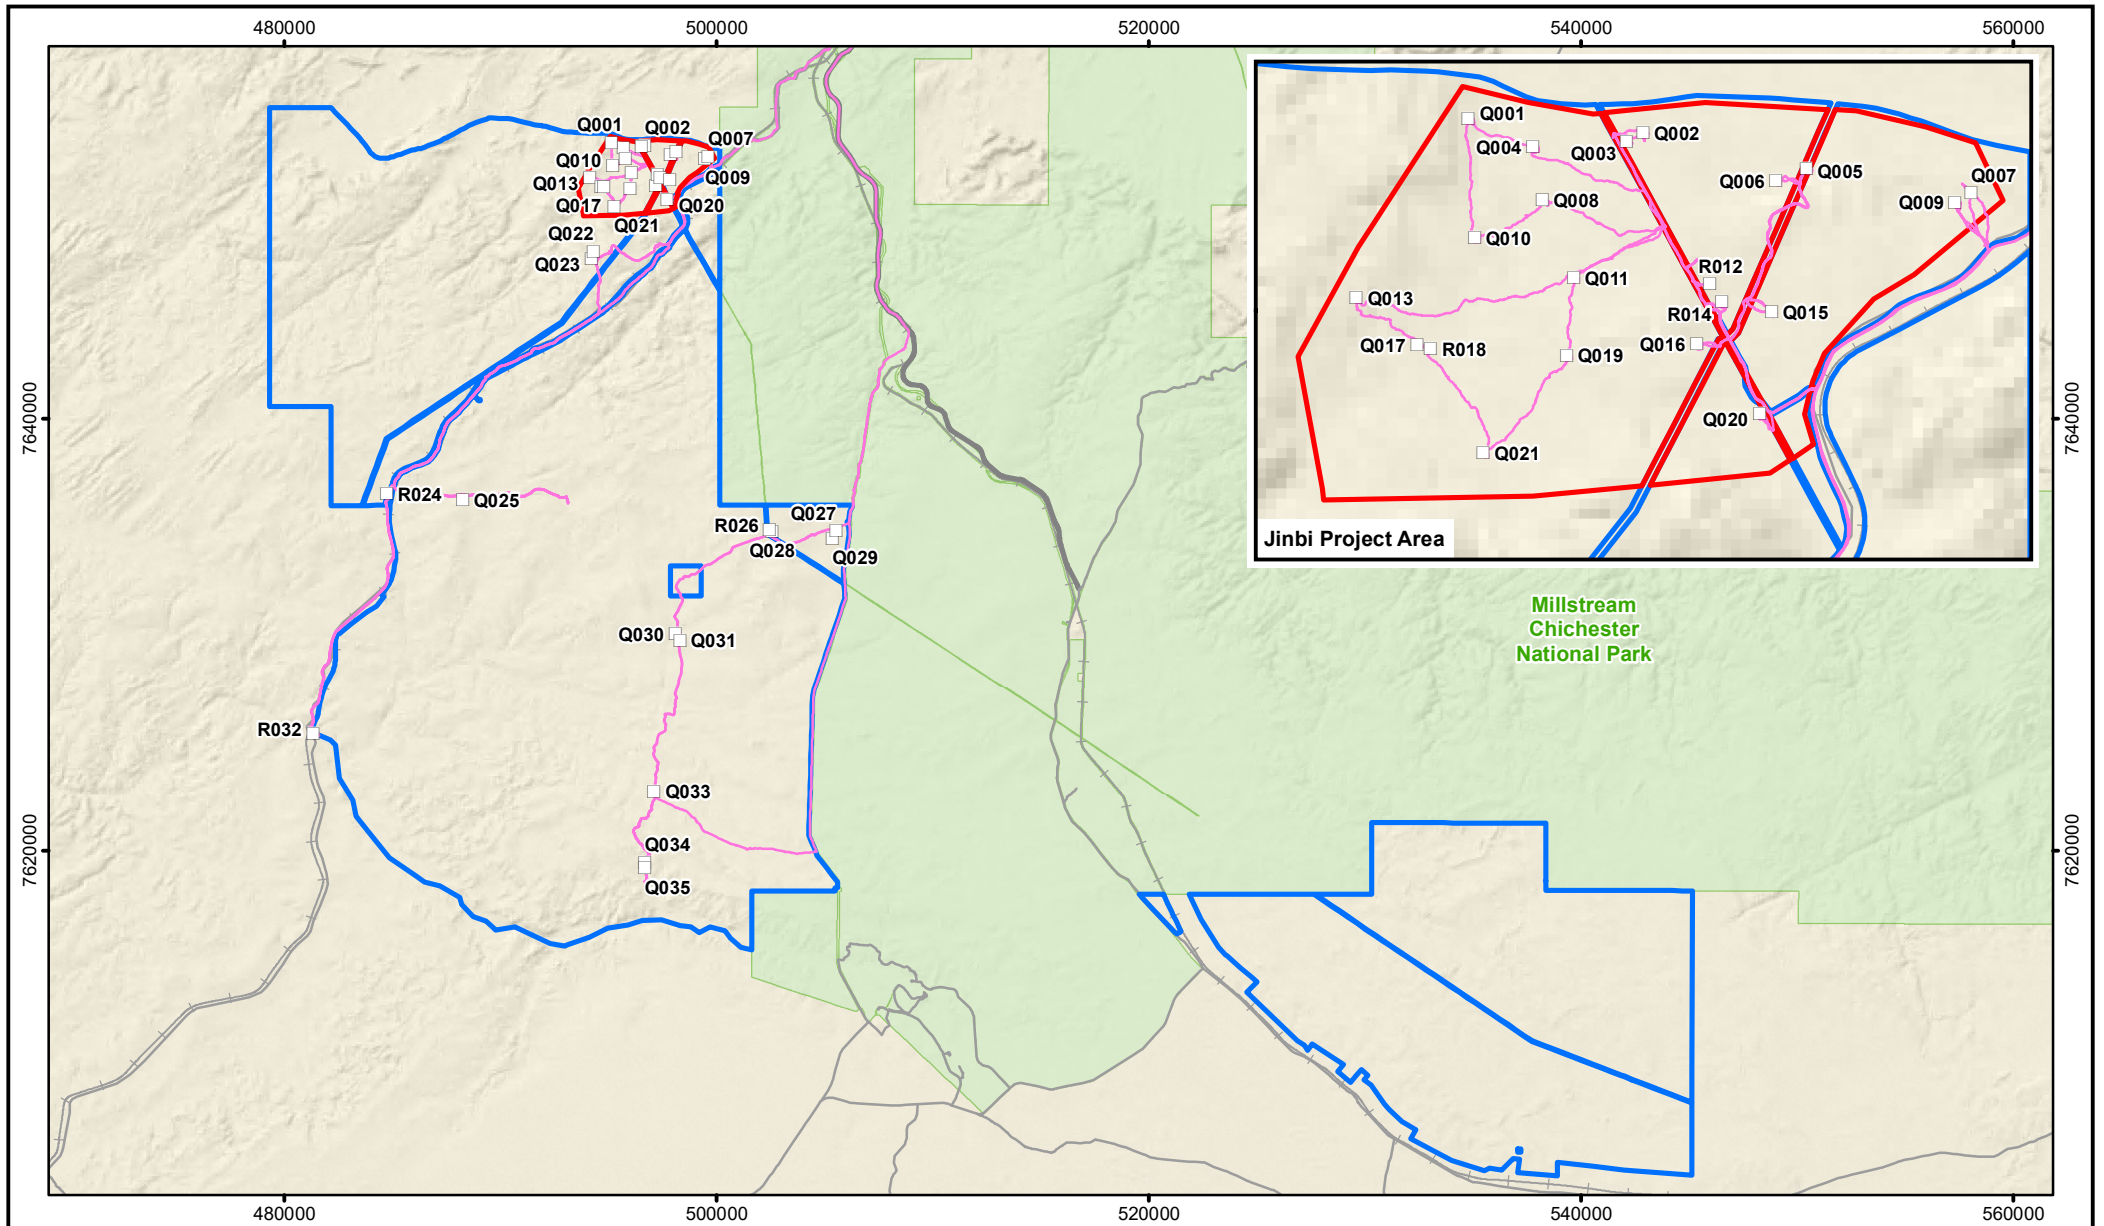 480000
500000
520000
540000
560000
Q001
Q002
Q007
Q010
Q009
Q013
Q017
Q020
Q021
Q022
Q023
7640000
7640000
R024
Q025
R026
Q027
Q028
Q029
Q030
Q031
R032
Q033
Q034
Q035
7620000
7620000
Q001
Q002
Q004
Q003
Q005
Q006
Q007
Q008
Q009
Q010
R012
Q011
Q013
R014
Q015
Q017
R018
Q016
Q019
Q020
Q021
Jinbi Project Area
Millstream
Chichester
National Park
480000
500000
520000
540000
560000